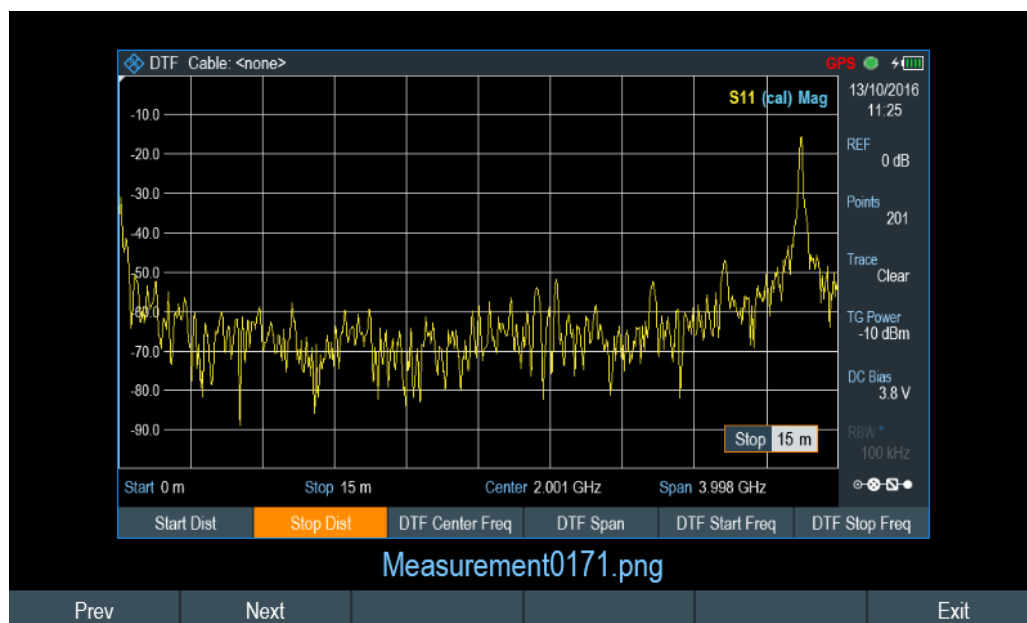 DTF Cable: <none>
GPS
S11 (cal) Mag
13/10/2016
11:25
-10.0
-20.0
-30.0
-40.0
-50.0
-60.0
-70.0
-80.0
-90.0
REF
0 dB
Points
201
Trace
Clear
TG Power
-10 dBm
DC Bias
3.8 V
RBW *
100 kHz
Stop 15 m
Start 0 m Stop 15 m Center 2.001 GHz Span 3.998 GHz
Start Dist Stop Dist DTF Center Freq DTF Span DTF Start Freq DTF Stop Freq
Measurement0171.png
Prev Next Exit